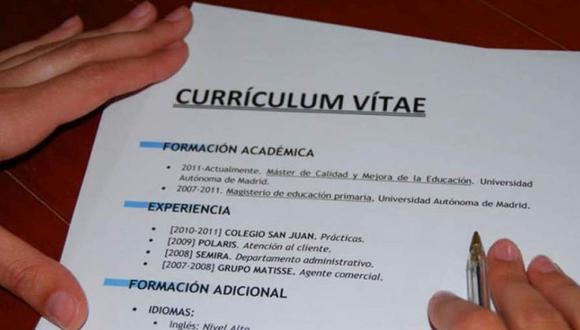 CURRÍCULUM VÍTAE
FORMACIÓN ACADÉMICA
• 2011-Actualmente. Máster de Calidad y Mejora de la Educación. Universidad
Autónoma de Madrid.
• 2007-2011. Magisterio de educación primaria, Universidad Autónoma de Madrid.
EXPERIENCIA
• [2010-2011] COLEGIO SAN JUAN. Prácticas.
• [2009] POLARIS. Atención al cliente.
• [2008] SEMIRA. Departamento administrativo.
• [2007-2008] GRUPO MATISSE. Agente comercial.
FORMACIÓN ADICIONAL
• IDIOMAS:
• Inglés: Nivel Alto